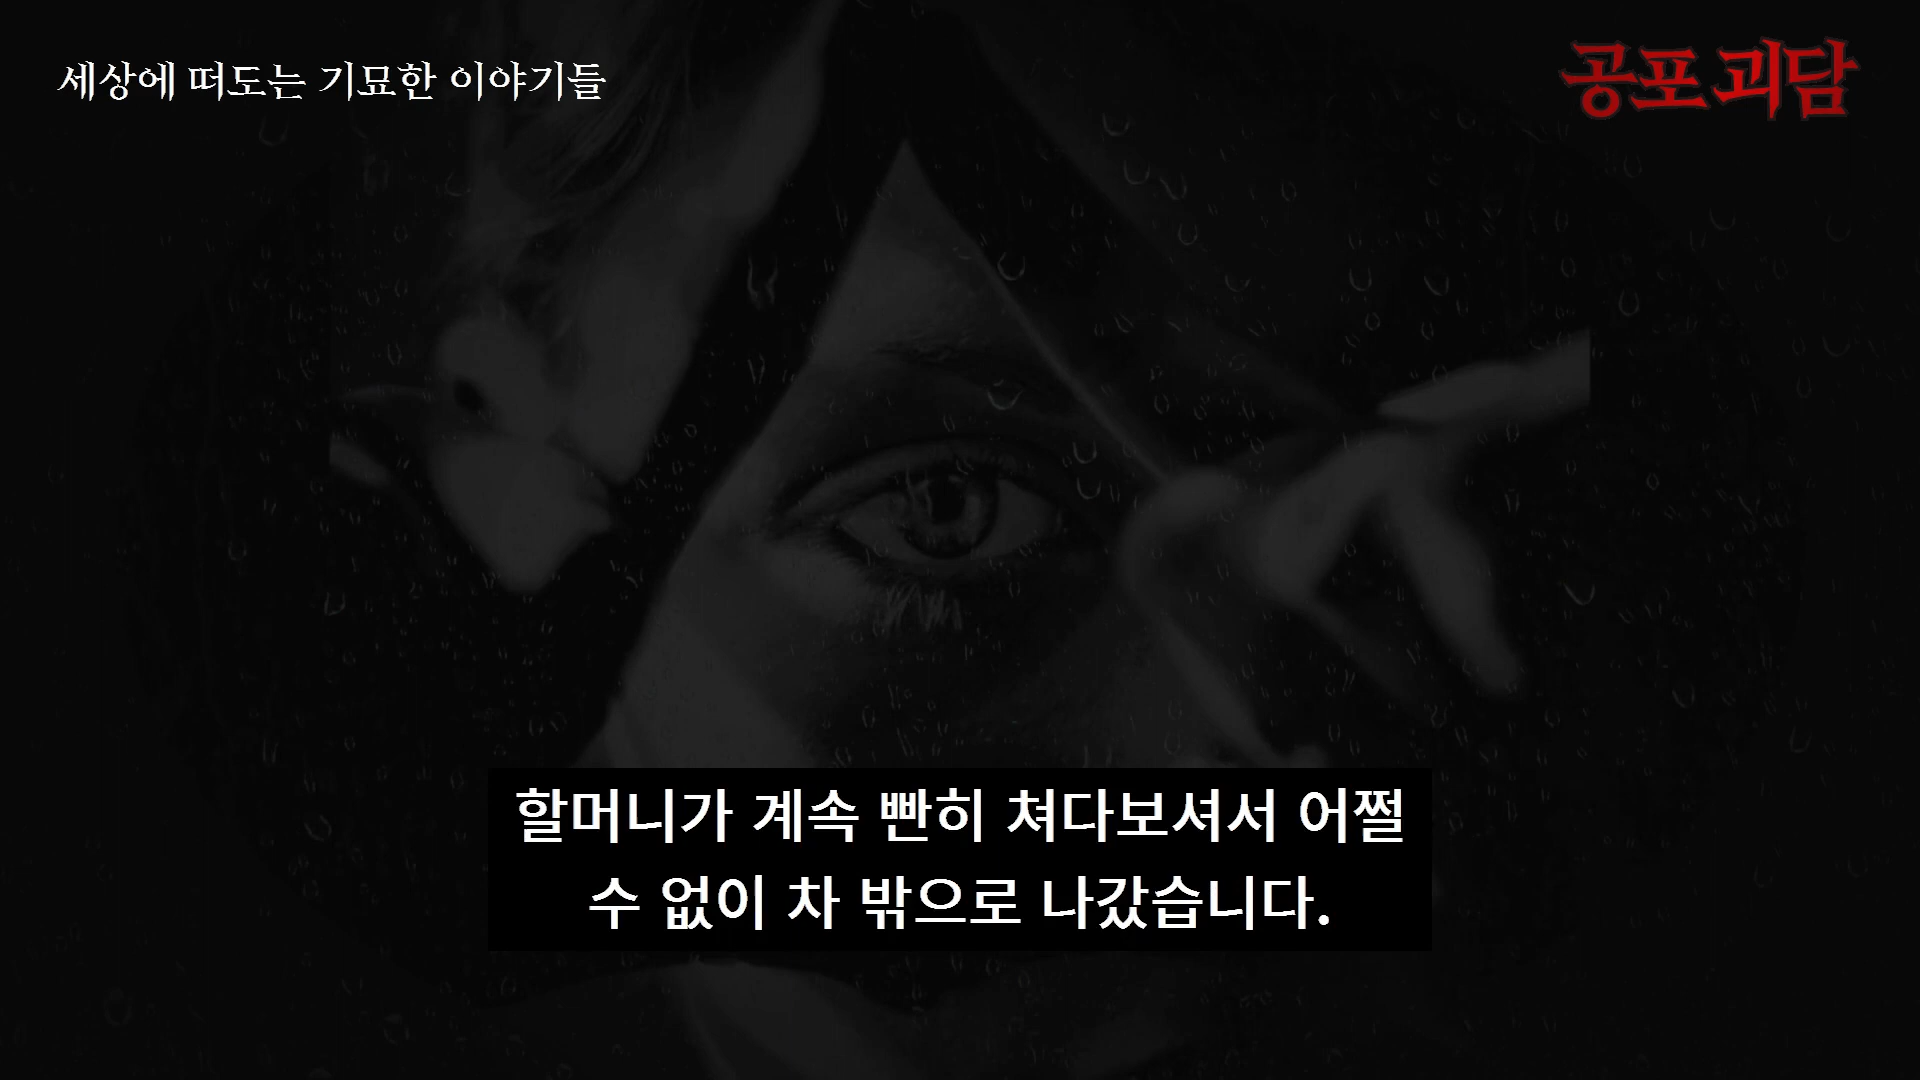 세상에 떠도는 기묘한 이야기들
공포 괴담
할머니가 계속 빤히 쳐다보셔서 어쩔
수 없이 차 밖으로 나갔습니다.